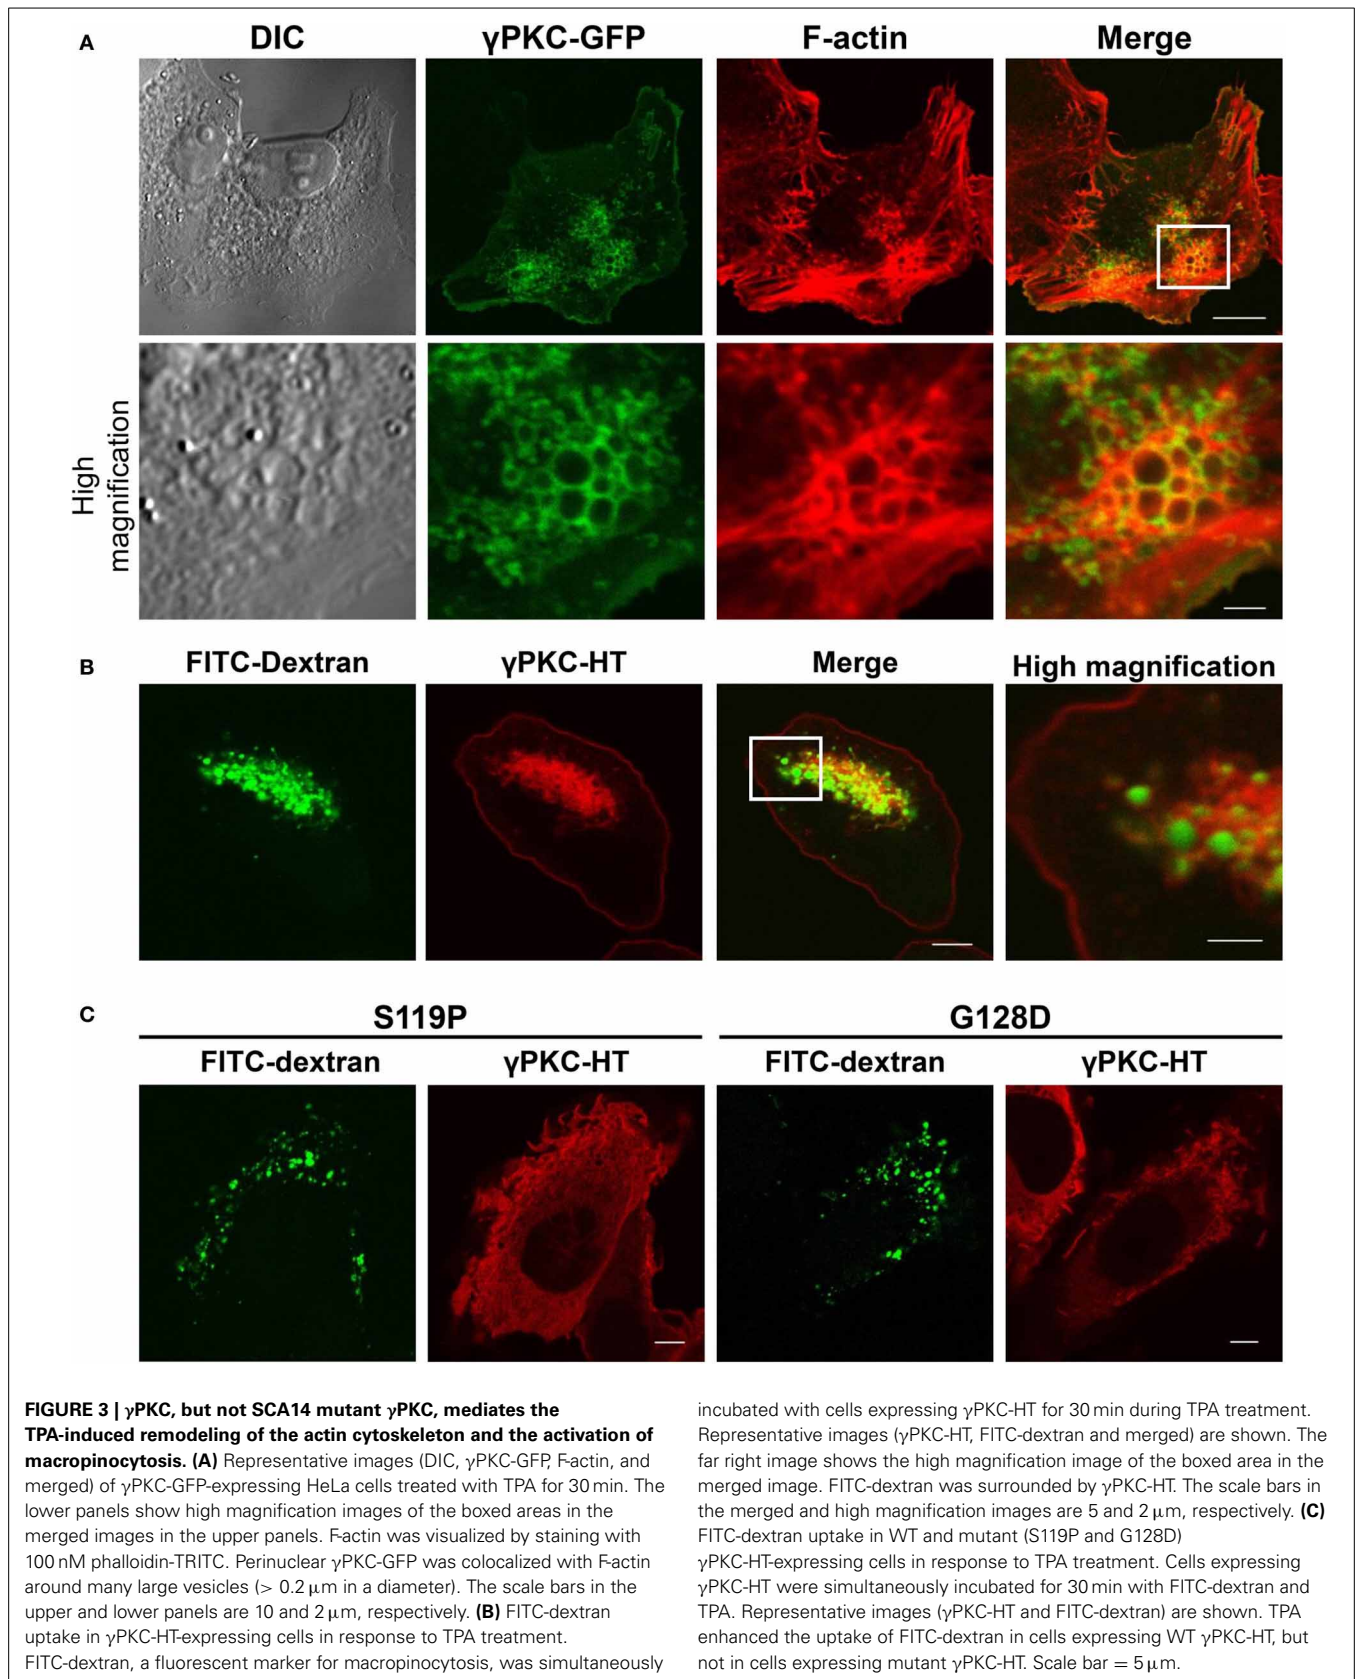 A
DIC
γPKC-GFP
F-actin
Merge
High
magnification
B
FITC-Dextran
γPKC-HT
Merge
High magnification
C
S119P
G128D
FITC-dextran
γPKC-HT
FITC-dextran
γPKC-HT
FIGURE 3 | γPKC, but not SCA14 mutant γPKC, mediates the
TPA-induced remodeling of the actin cytoskeleton and the activation of
macropinocytosis. (A) Representative images (DIC, γPKC-GFP, F-actin, and
merged) of γPKC-GFP-expressing HeLa cells treated with TPA for 30 min. The
lower panels show high magnification images of the boxed areas in the
merged images in the upper panels. F-actin was visualized by staining with
100 nM phalloidin-TRITC. Perinuclear γPKC-GFP was colocalized with F-actin
around many large vesicles (> 0.2 μm in a diameter). The scale bars in the
upper and lower panels are 10 and 2 μm, respectively. (B) FITC-dextran
uptake in γPKC-HT-expressing cells in response to TPA treatment.
FITC-dextran, a fluorescent marker for macropinocytosis, was simultaneously
incubated with cells expressing γPKC-HT for 30 min during TPA treatment.
Representative images (γPKC-HT, FITC-dextran and merged) are shown. The
far right image shows the high magnification image of the boxed area in the
merged image. FITC-dextran was surrounded by γPKC-HT. The scale bars in
the merged and high magnification images are 5 and 2 μm, respectively. (C)
FITC-dextran uptake in WT and mutant (S119P and G128D)
γPKC-HT-expressing cells in response to TPA treatment. Cells expressing
γPKC-HT were simultaneously incubated for 30 min with FITC-dextran and
TPA. Representative images (γPKC-HT and FITC-dextran) are shown. TPA
enhanced the uptake of FITC-dextran in cells expressing WT γPKC-HT, but
not in cells expressing mutant γPKC-HT. Scale bar = 5 μm.